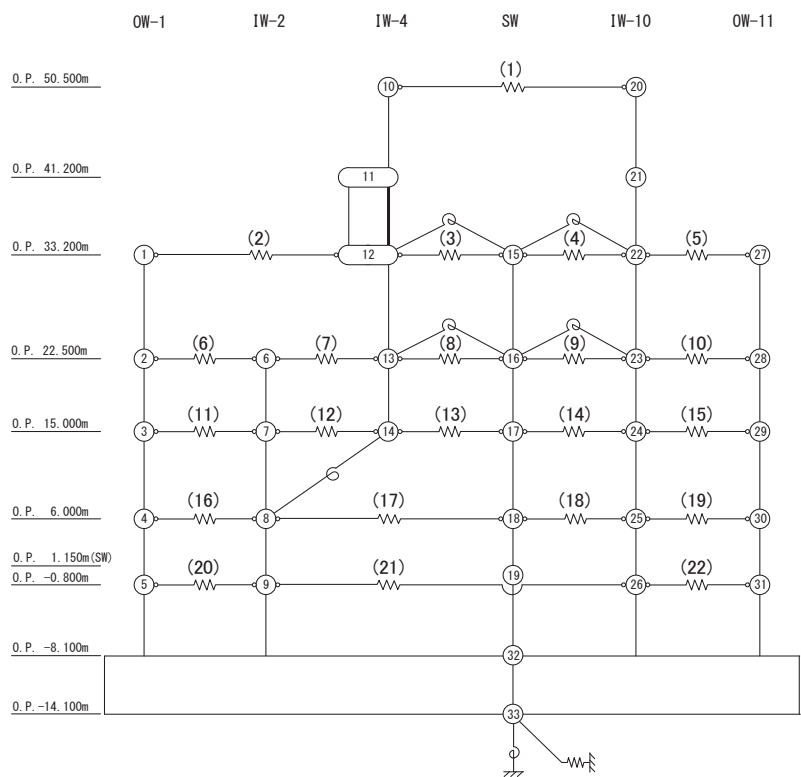 OW-1 IW-2 IW-4 SW IW-10 OW-11
(1)
O.P. 50.500m 10 20
O.P. 41.200m 11 21
(2) (3) (4) (5)
O.P. 33.200m 1 12 15 22 27
(6) (7) (8) (9) (10)
O.P. 22.500m 2 6 13 16 23 28
(11) (12) (13) (14) (15)
O.P. 15.000m 3 7 14 17 24 29
(16) (17) (18) (19)
O.P. 6.000m 4 8 18 25 30
O.P. 1.150m(SW)
(20) (21) 19 (22)
O.P. -0.800m 5 9 26 31
O.P. -8.100m 32
O.P.-14.100m 33